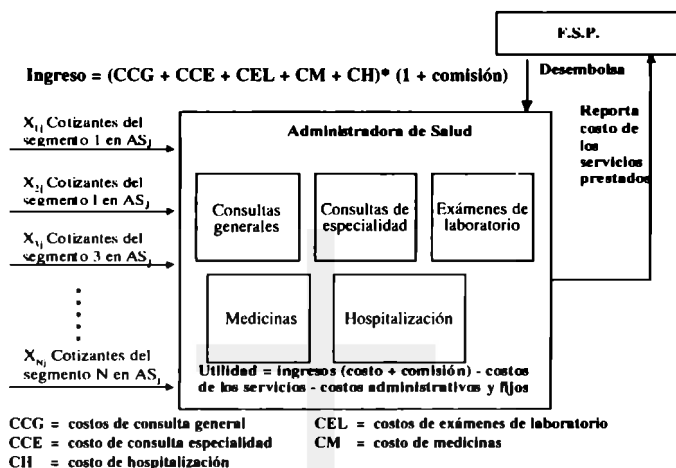 F.S.P.
Ingreso = (CCG + CCE + CEL + CM + CH)* (1 + comisión)
Desembolsa
Reporta
costo de
los
servicios
prestados
X1j Cotizantes del
segmento 1 en ASj
X2j Cotizantes del
segmento 1 en ASj
X3j Cotizantes del
segmento 3 en ASj
XNj Cotizantes del
segmento N en ASj
Administradora de Salud
Consultas
generales
Consultas de
especialidad
Exámenes de
laboratorio
Medicinas
Hospitalización
Utilidad = ingresos (costo + comisión) - costos
de los servicios - costos administrativos y fijos
CCG = costos de consulta general
CCE = costo de consulta especialidad
CH = costo de hospitalización
CEL = costos de exámenes de laboratorio
CM = costo de medicinas